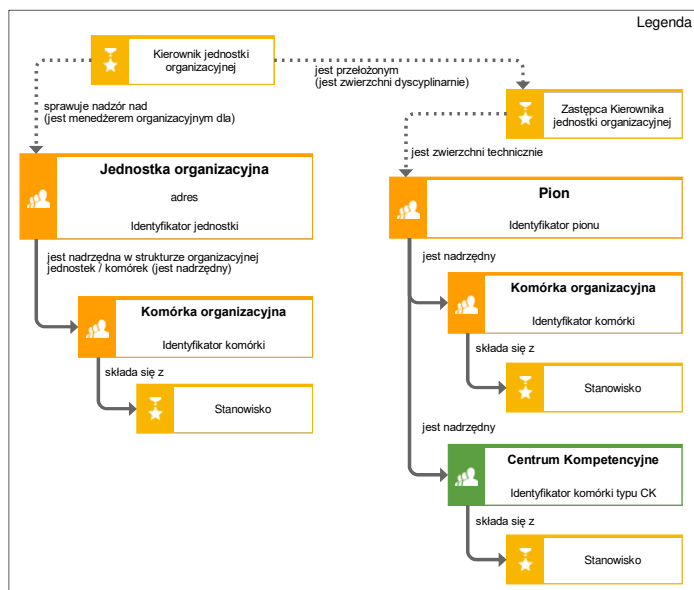 Legenda
Kierownik jednostki
organizacyjnej
jest przełożonym
(jest zwierzchni dyscyplinarnie)
sprawuje nadzór nad
(jest menedżerem organizacyjnym dla)
Zastępca Kierownika
jednostki organizacyjnej
jest zwierzchni technicznie
Jednostka organizacyjna
adres
Identyfikator jednostki
Pion
Identyfikator pionu
jest nadrzędna w strukturze organizacyjnej
jednostek / komórek (jest nadrzędny)
jest nadrzędny
Komórka organizacyjna
Identyfikator komórki
Komórka organizacyjna
Identyfikator komórki
składa się z
Stanowisko
składa się z
Stanowisko
jest nadrzędny
Centrum Kompetencyjne
Identyfikator komórki typu CK
składa się z
Stanowisko